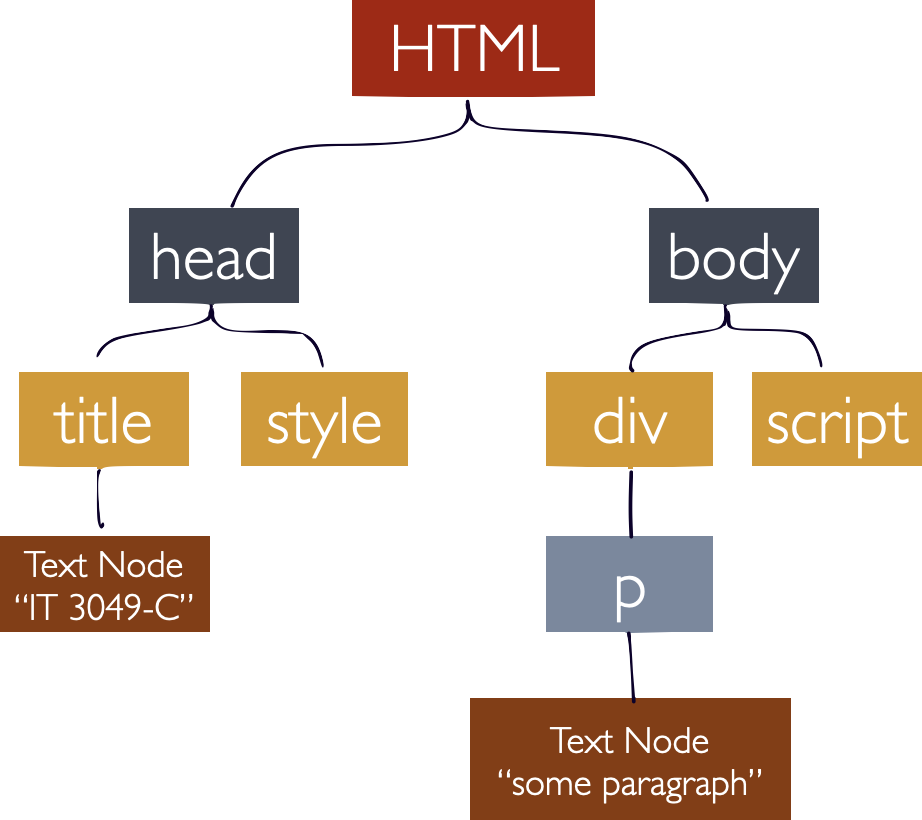 HTML
head
body
title
style
div
script
Text Node
“IT 3049-C”
p
Text Node
“some paragraph”